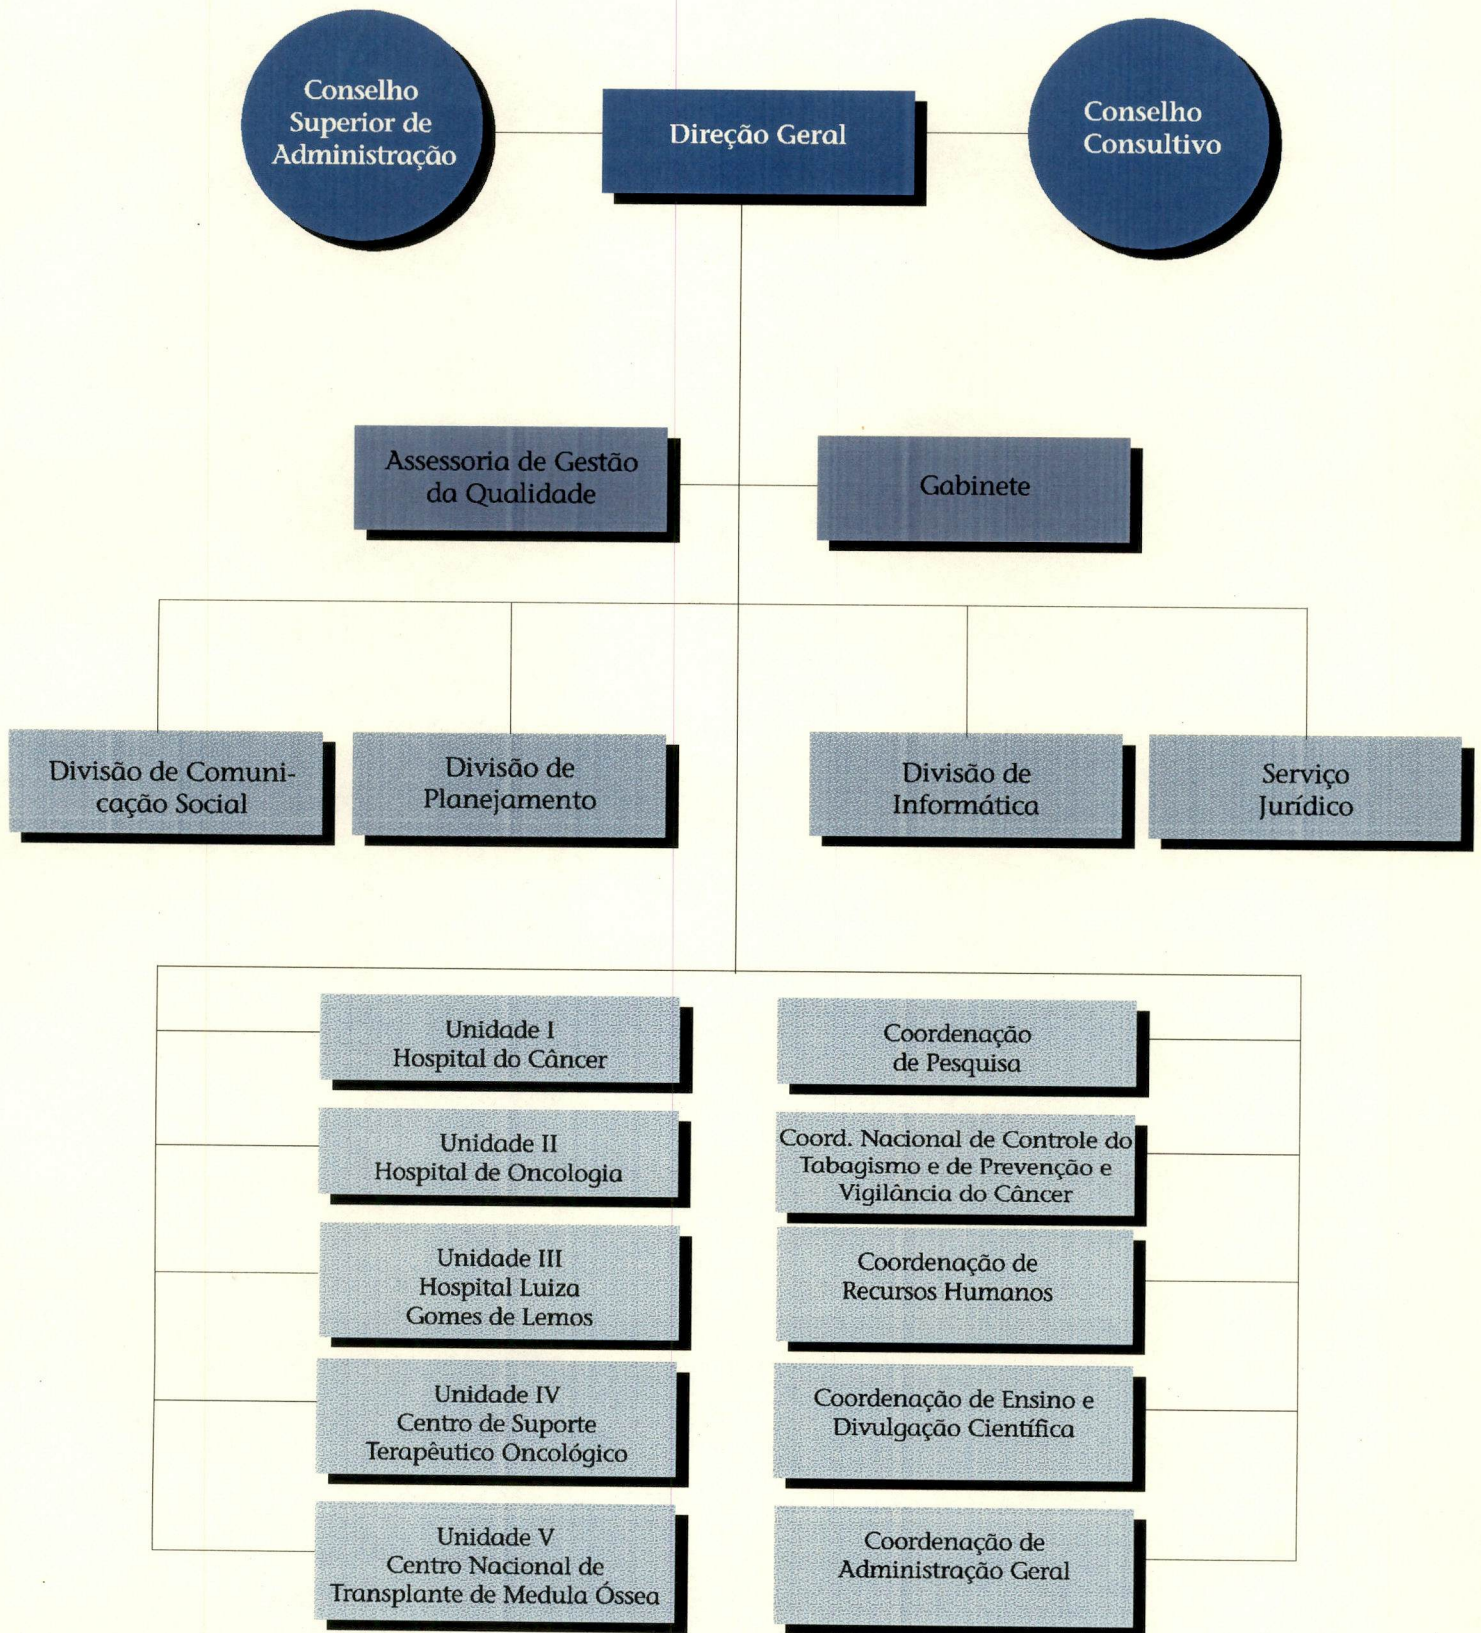 Conselho
Superior de
Administração
Direção Geral
Conselho
Consultivo
Assessoria de Gestão
da Qualidade
Gabinete
Divisão de Comuni-
cação Social
Divisão de
Planejamento
Divisão de
Informática
Serviço
Jurídico
Unidade I
Hospital do Câncer
Coordenação
de Pesquisa
Unidade II
Hospital de Oncologia
Coord. Nacional de Controle do
Tabagismo e de Prevenção e
Vigilância do Câncer
Unidade III
Hospital Luiza
Gomes de Lemos
Coordenação de
Recursos Humanos
Unidade IV
Centro de Suporte
Terapêutico Oncológico
Coordenação de Ensino e
Divulgação Científica
Unidade V
Centro Nacional de
Transplante de Medula Óssea
Coordenação de
Administração Geral